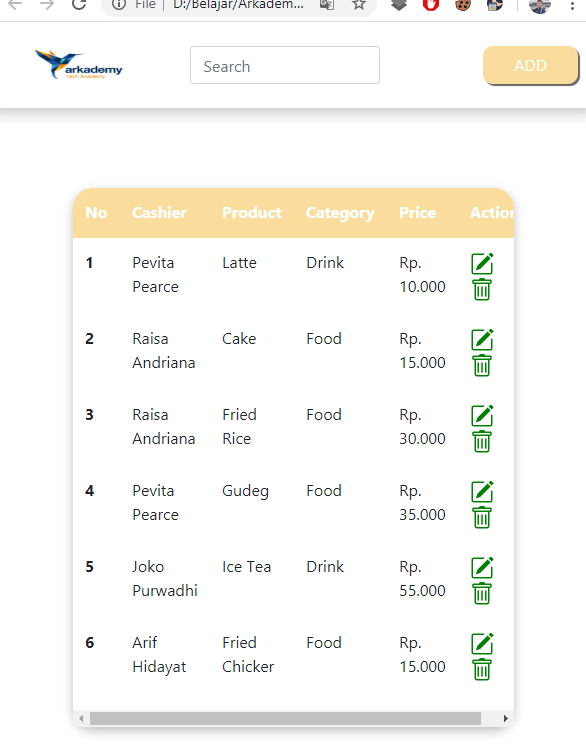 File | D:/Belajar/Arkadem...
arkademy
Tech Academy
Search
ADD
No Cashier Product Category Price Action
1 Pevita Latte Drink Rp.
Pearce 10.000
2 Raisa Cake Food Rp.
Andriana 15.000
3 Raisa Fried Food Rp.
Andriana Rice 30.000
4 Pevita Gudeg Food Rp.
Pearce 35.000
5 Joko Ice Tea Drink Rp.
Purwadhi 55.000
6 Arif Fried Food Rp.
Hidayat Chicker 15.000